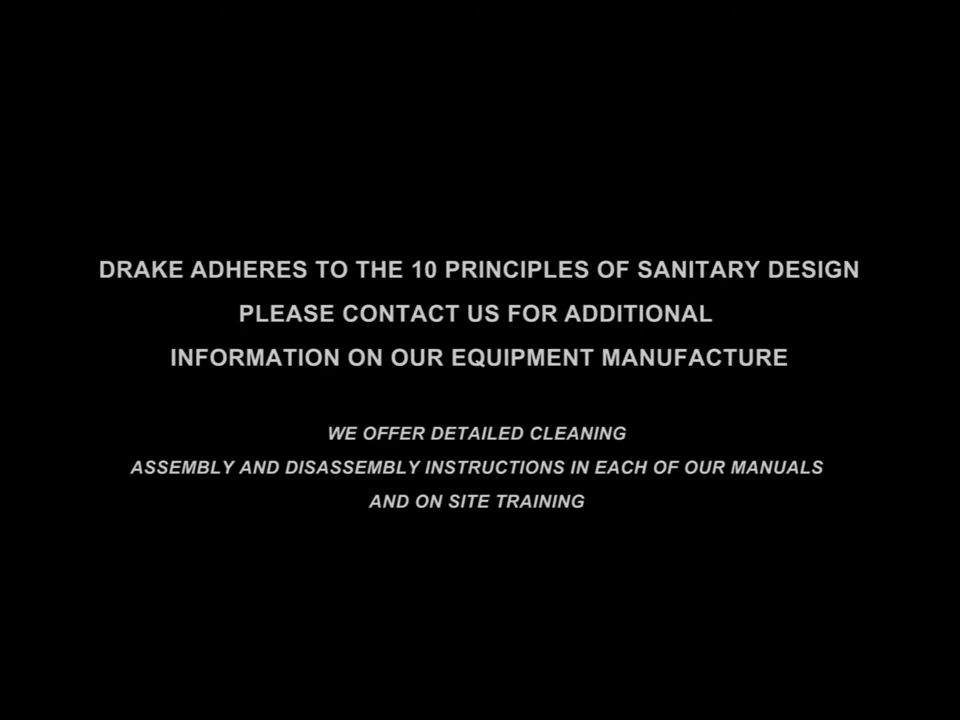 DRAKE ADHERES TO THE 10 PRINCIPLES OF SANITARY DESIGN
PLEASE CONTACT US FOR ADDITIONAL
INFORMATION ON OUR EQUIPMENT MANUFACTURE
WE OFFER DETAILED CLEANING
ASSEMBLY AND DISASSEMBLY INSTRUCTIONS IN EACH OF OUR MANUALS
AND ON SITE TRAINING